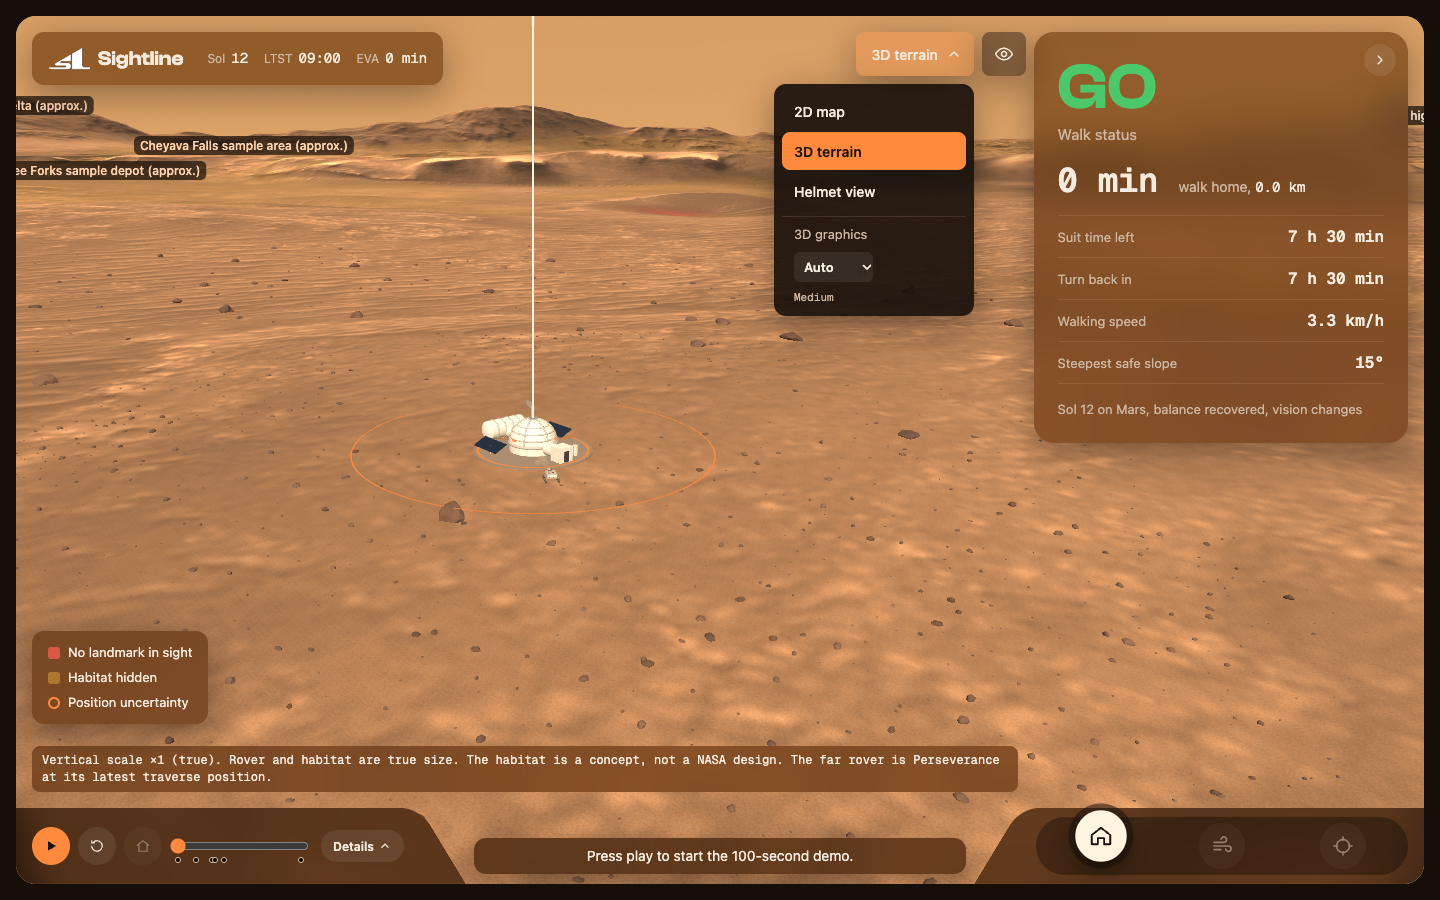 Sightline
Sol 12 LTST 09:00 EVA 0 min
3D terrain
2D map
3D terrain
Helmet view
3D graphics
Auto
Medium
GO
Walk status
0 min walk home, 0.0 km
Suit time left 7 h 30 min
Turn back in 7 h 30 min
Walking speed 3.3 km/h
Steepest safe slope 15°
Sol 12 on Mars, balance recovered, vision changes
elta (approx.)
Cheyava Falls sample area (approx.)
ee Forks sample depot (approx.)
hig
No landmark in sight
Habitat hidden
Position uncertainty
Vertical scale ×1 (true). Rover and habitat are true size. The habitat is a concept, not a NASA design. The far rover is Perseverance
at its latest traverse position.
Details
Press play to start the 100-second demo.